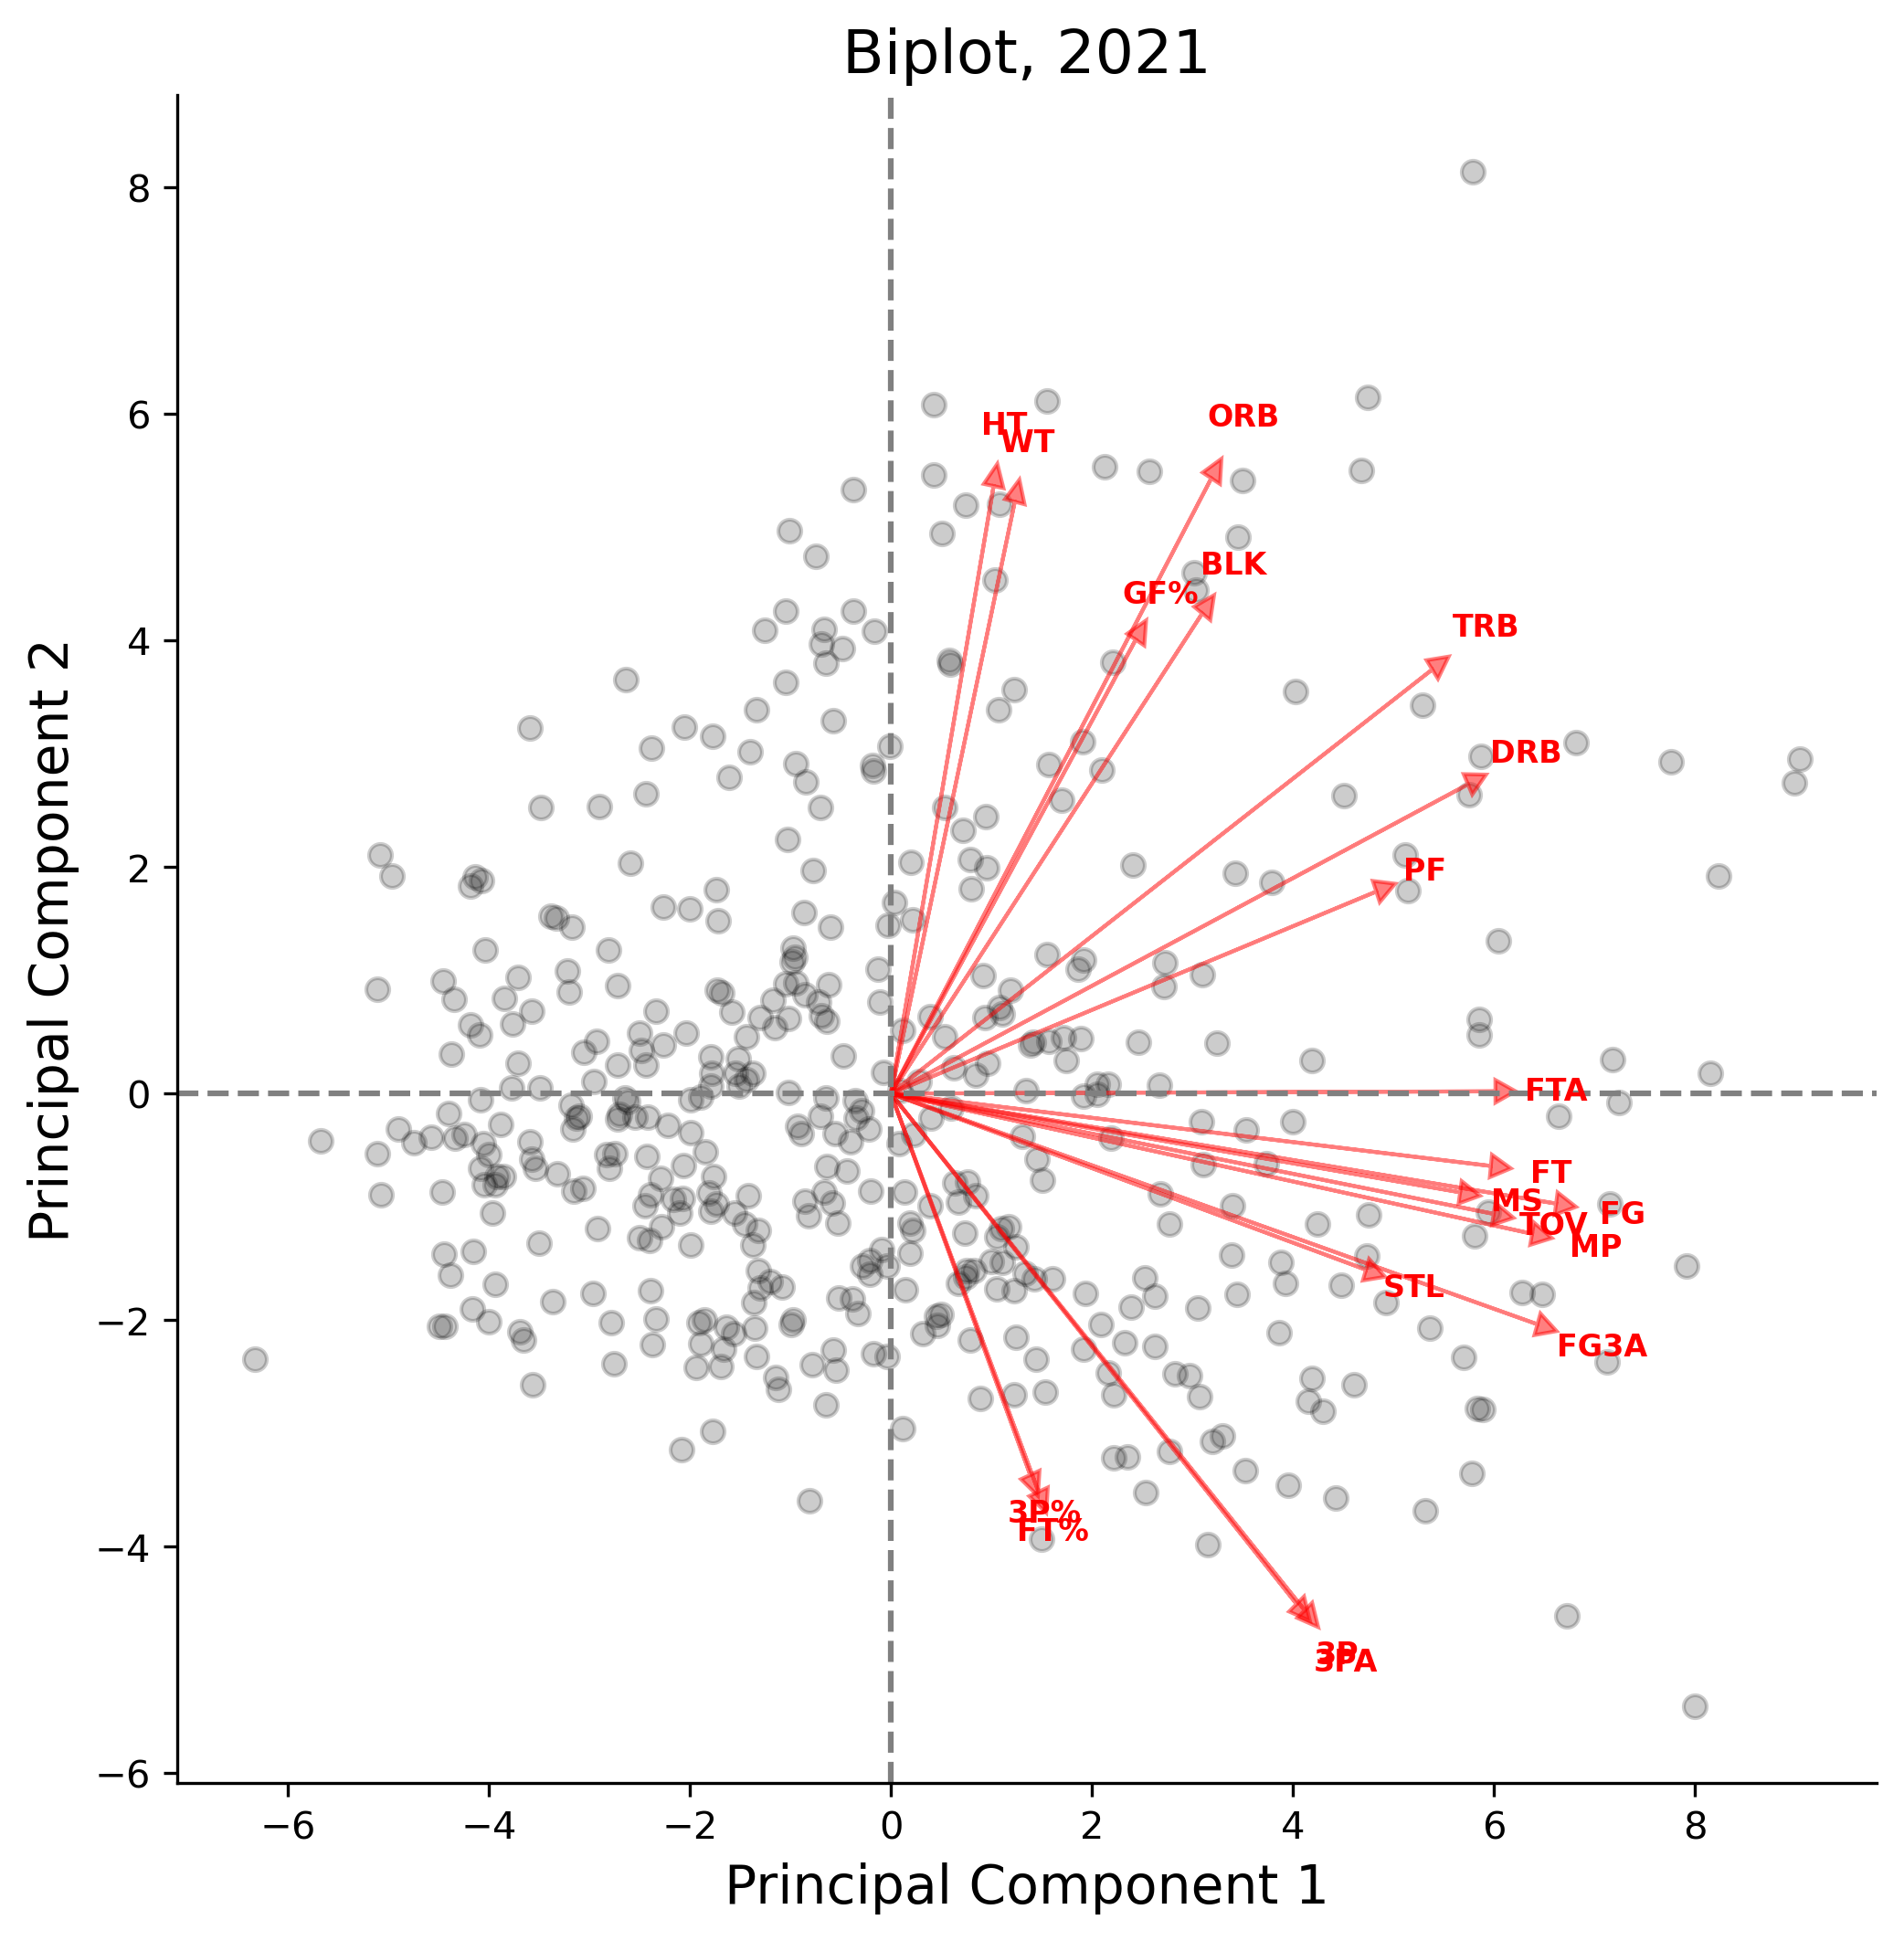 Biplot, 2021
Principal Component 2
8
6
4
2
0
−2
−4
−6
HT
WT
ORB
BLK
GF%
TRB
DRB
PF
FTA
FT
MS
FG
TOV
MP
STL
FG3A
3P%
FT%
3P
3PA
−6 −4 −2 0 2 4 6 8
Principal Component 1